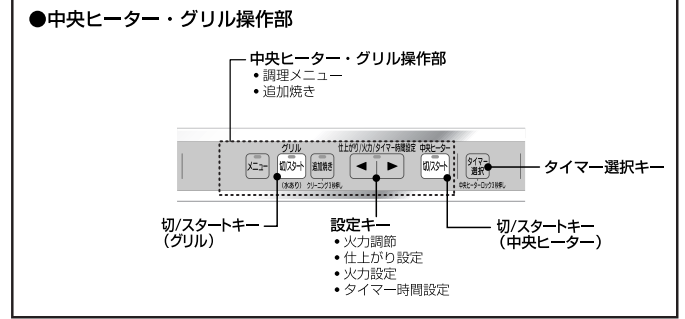 ●中央ヒーター・グリル操作部
中央ヒーター・グリル操作部
• 調理メニュー
• 追加焼き
グリル
仕上がり/火力/タイマー時間設定
中央ヒーター
メニュー
切/スタート
追加焼き
◀ ▶
切/スタート
タイマー
選択
(水あり)
クリーニング3秒押し
中央ヒーターロック3秒押し
タイマー選択キー
切/スタートキー
(グリル)
設定キー
• 火力調節
• 仕上がり設定
• 火力設定
• タイマー時間設定
切/スタートキー
(中央ヒーター)